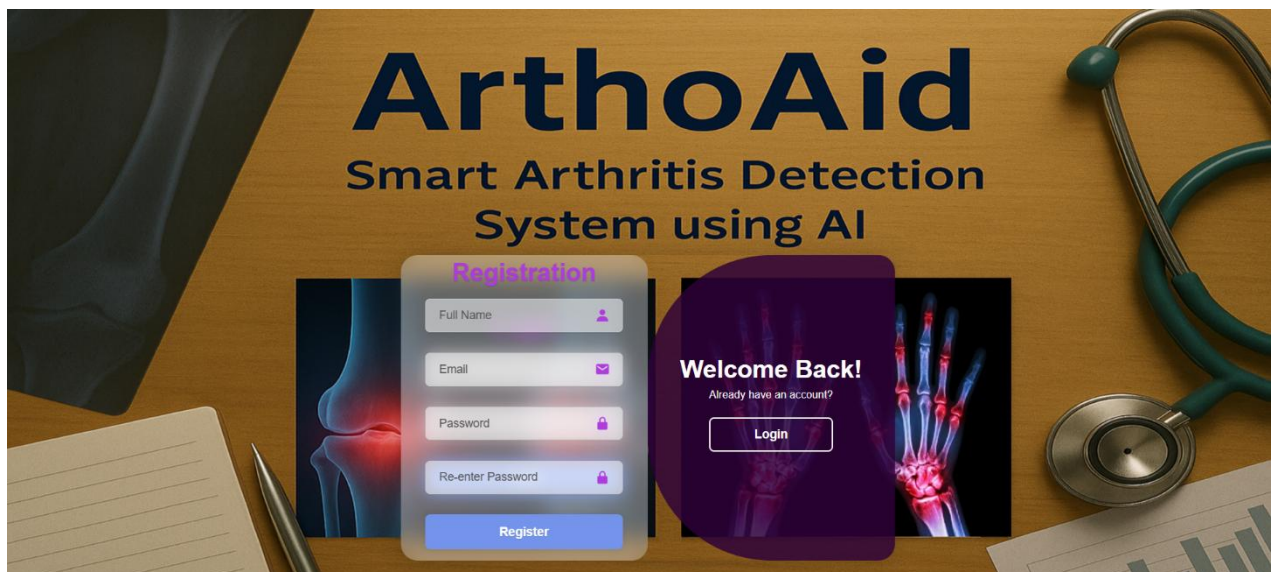 ArthoAid
Smart Arthritis Detection
System using AI
Registration
Full Name
Email
Password
Re-enter Password
Register
Welcome Back!
Already have an account?
Login